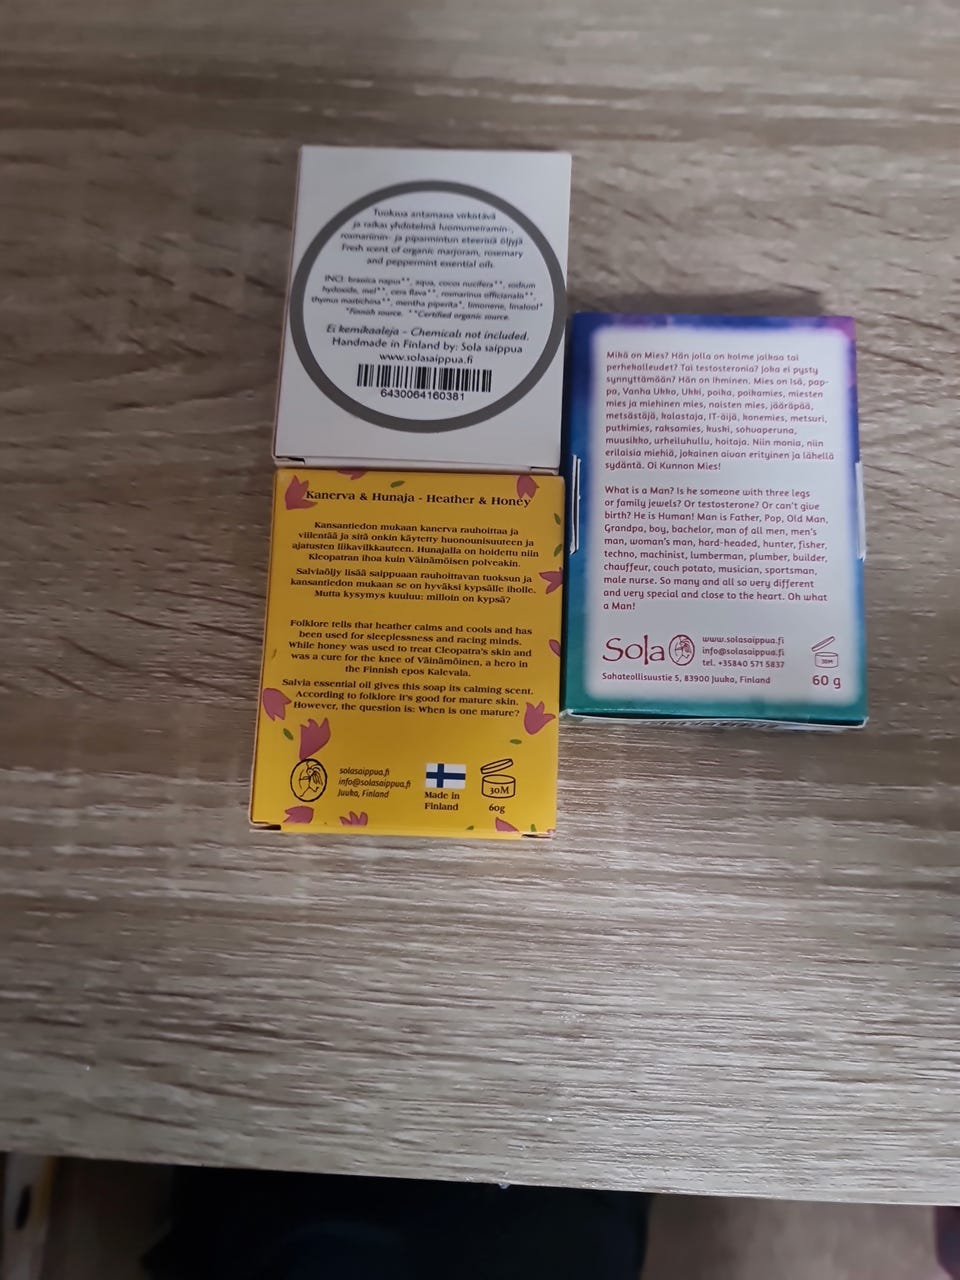 Tuoksua antamassa virkistävä
ja raikas yhdistelmä luomumeiramin-,
rosmariinin- ja piparmintun eteerisiä öljyjä
Fresh scent of organic marjoram, rosemary
and peppermint essential oils.
INCI: brassica napus**, aqua, cocos nucifera**, sodium
hydoxide, mel**, cera flava**, rosmarinus officianalis**,
thymus mastichina**, mentha piperita*, limonene, linalool*
*Finnish source. **Certified organic source.
Ei kemikaaleja - Chemicals not included.
Handmade in Finland by: Sola saippua
www.solasaippua.fi
6430064160381
Kanerva & Hunaja - Heather & Honey
Kansantiedon mukaan kanerva rauhoittaa ja
viilentää ja sitä onkin käytetty huonounisuuteen ja
ajatusten liikavilkkauteen. Hunajalla on hoidettu niin
Kleopatran ihoa kuin Väinämöisen polveakin.
Salviaöljy lisää saippuaan rauhoittavan tuoksun ja
kansantiedon mukaan se on hyväksi kypsälle iholle.
Mutta kysymys kuuluu: milloin on kypsä?
Folklore tells that heather calms and cools and has
been used for sleeplessness and racing minds.
While honey was used to treat Cleopatra's skin and
was a cure for the knee of Väinämöinen, a hero in
the Finnish epos Kalevala.
Salvia essential oil gives this soap its calming scent.
According to folklore it's good for mature skin.
However, the question is: When is one mature?
solasaippua.fi
info@solasaippua.fi
Juuka, Finland
Made in
Finland
30M
60g
Mikä on Mies? Hän jolla on kolme jalkaa tai
perhekalleudet? Tai testosteronia? Joka ei pysty
synnyttämään? Hän on Ihminen. Mies on Isä, pap-
pa, Vanha Ukko, Ukki, poika, poikamies, miesten
mies ja miehinen mies, naisten mies, jääräpää,
metsästäjä, kalastaja, IT-äijä, konemies, metsuri,
putkimies, raksamies, kuski, sohvaperuna,
muusikko, urheiluhullu, hoitaja. Niin monia, niin
erilaisia miehiä, jokainen aivan erityinen ja lähellä
sydäntä. Oi Kunnon Mies!
What is a Man? Is he someone with three legs
or family jewels? Or testosterone? Or can't give
birth? He is Human! Man is Father, Pop, Old Man,
Grandpa, boy, bachelor, man of all men, men's
man, woman's man, hard-headed, hunter, fisher,
techno, machinist, lumberman, plumber, builder,
chauffeur, couch potato, musician, sportsman,
male nurse. So many and all so very different
and very special and close to the heart. Oh what
a Man!
Sola
www.solasaippua.fi
info@solasaippua.fi
tel. +35840 571 5837
Sahateollisuustie 5, 83900 Juuka, Finland
30M
60 g